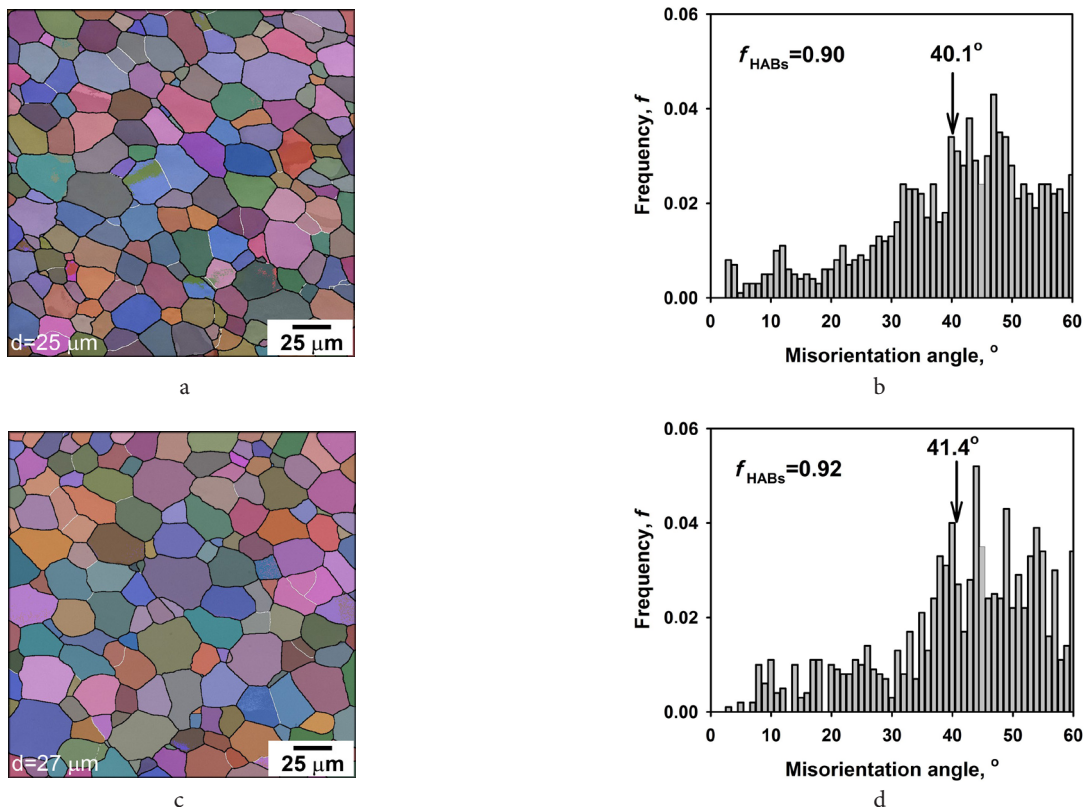 d=25 μm
25 μm
a
0.06
0.04
0.02
0.00
Frequency, f
f HABs=0.90
40.1°
0 10 20 30 40 50 60
Misorientation angle, °
b
d=27 μm
25 μm
c
0.06
0.04
0.02
0.00
Frequency, f
f HABs=0.92
41.4°
0 10 20 30 40 50 60
Misorientation angle, °
d